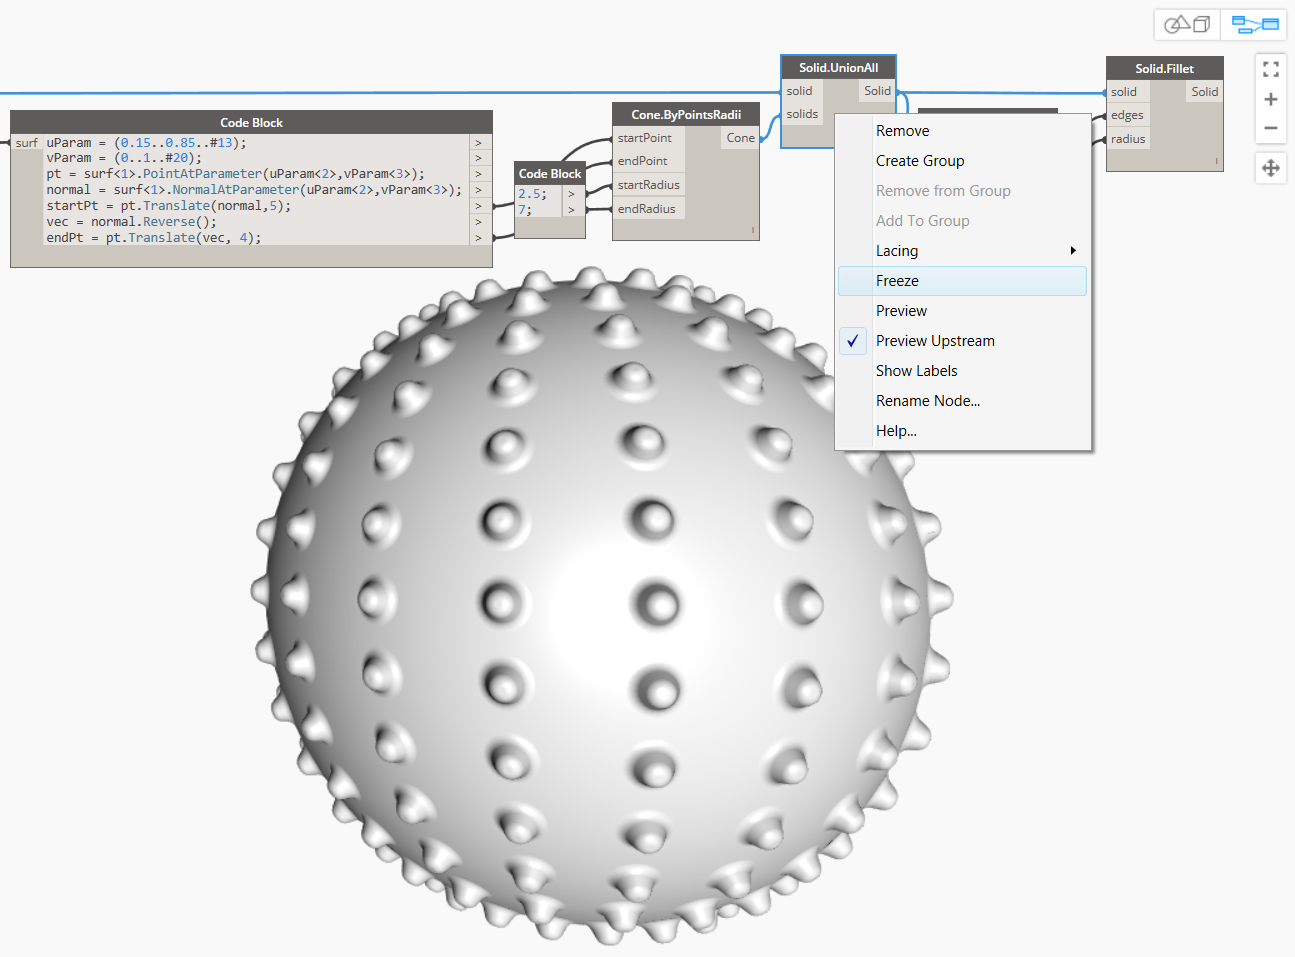 Solid.UnionAll
solid
Solid
solids
Solid.Fillet
solid
Solid
edges
radius
Code Block
surf
uParam = (0.15..0.85..#13);
vParam = (0..1..#20);
pt = surf<1>.PointAtParameter(uParam<2>,vParam<3>);
normal = surf<1>.NormalAtParameter(uParam<2>,vParam<3>);
startPt = pt.Translate(normal,5);
vec = normal.Reverse();
endPt = pt.Translate(vec, 4);
>
>
>
>
>
>
>
Code Block
2.5;
>
7;
>
Cone.ByPointsRadii
startPoint
Cone
endPoint
startRadius
endRadius
Remove
Create Group
Remove from Group
Add To Group
Lacing
Freeze
Preview
Preview Upstream
Show Labels
Rename Node...
Help...